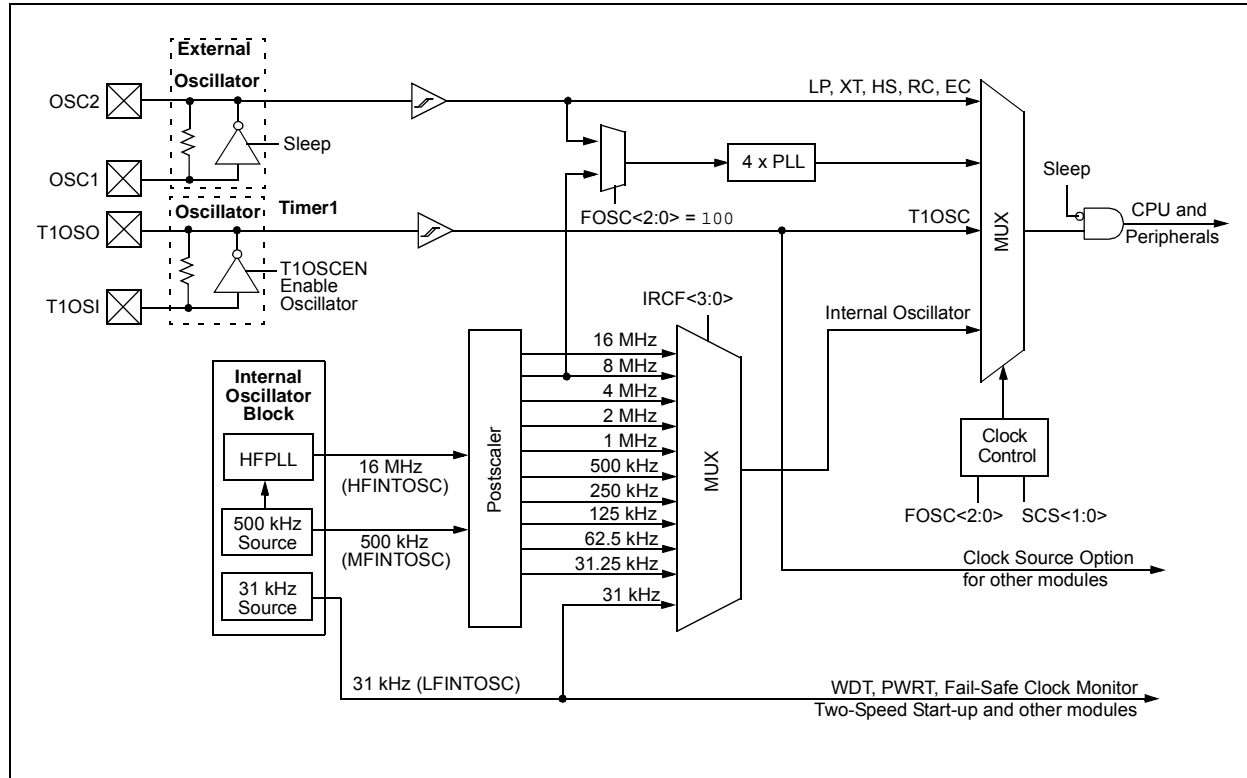 External
Oscillator
OSC2
Sleep
OSC1
Oscillator
Timer1
T1OSO
T1OSCEN
Enable
Oscillator
T1OSI
LP, XT, HS, RC, EC
4 x PLL
FOSC<2:0> = 100
T1OSC
Sleep
MUX
CPU and
Peripherals
IRCF<3:0>
Internal Oscillator
Internal
Oscillator
Block
HFPLL
16 MHz
(HFINTOSC)
500 kHz
Source
500 kHz
(MFINTOSC)
31 kHz
Source
Postscaler
16 MHz
8 MHz
4 MHz
2 MHz
1 MHz
500 kHz
250 kHz
125 kHz
62.5 kHz
31.25 kHz
31 kHz
MUX
Clock
Control
FOSC<2:0>
SCS<1:0>
Clock Source Option
for other modules
31 kHz (LFINTOSC)
WDT, PWRT, Fail-Safe Clock Monitor
Two-Speed Start-up and other modules